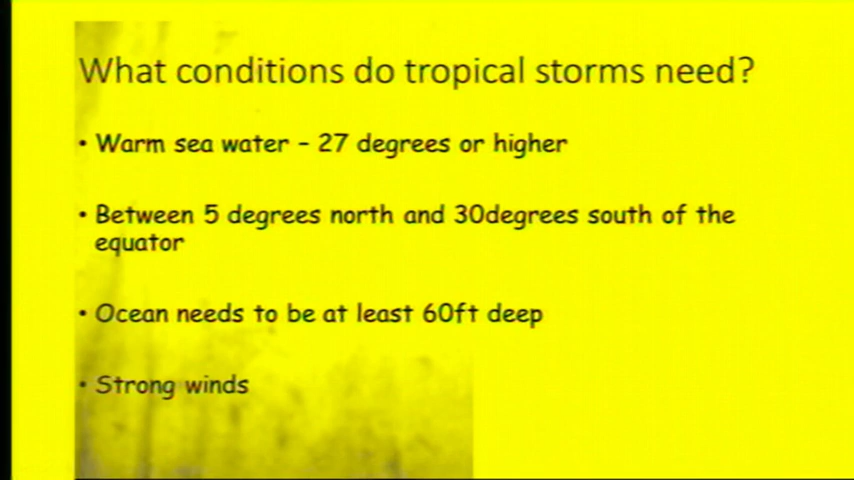 What conditions do tropical storms need?
• Warm sea water – 27 degrees or higher
• Between 5 degrees north and 30degrees south of the
equator
• Ocean needs to be at least 60ft deep
• Strong winds